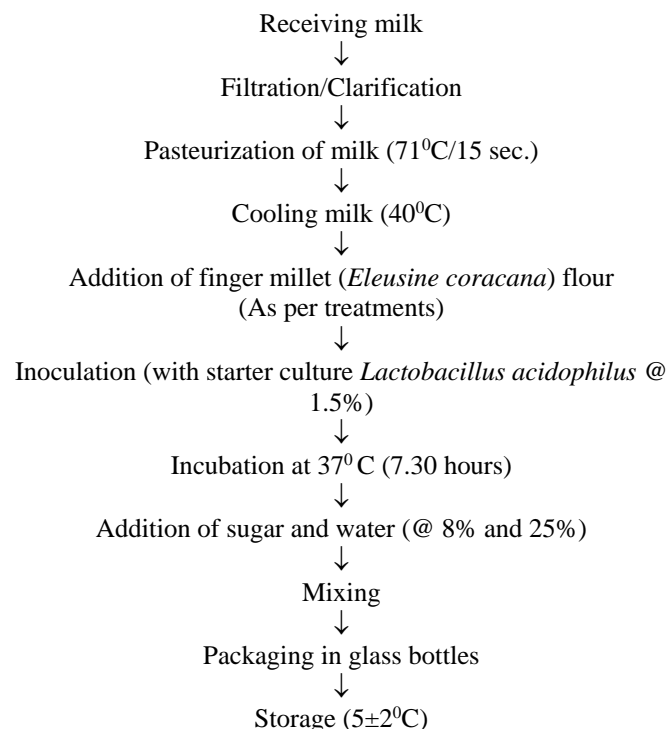 Receiving milk
↓
Filtration/Clarification
↓
Pasteurization of milk (71⁰C/15 sec.)
↓
Cooling milk (40⁰C)
↓
Addition of finger millet (Eleusine coracana) flour
(As per treatments)
↓
Inoculation (with starter culture Lactobacillus acidophilus @
1.5%)
↓
Incubation at 37⁰ C (7.30 hours)
↓
Addition of sugar and water (@ 8% and 25%)
↓
Mixing
↓
Packaging in glass bottles
↓
Storage (5±2⁰C)